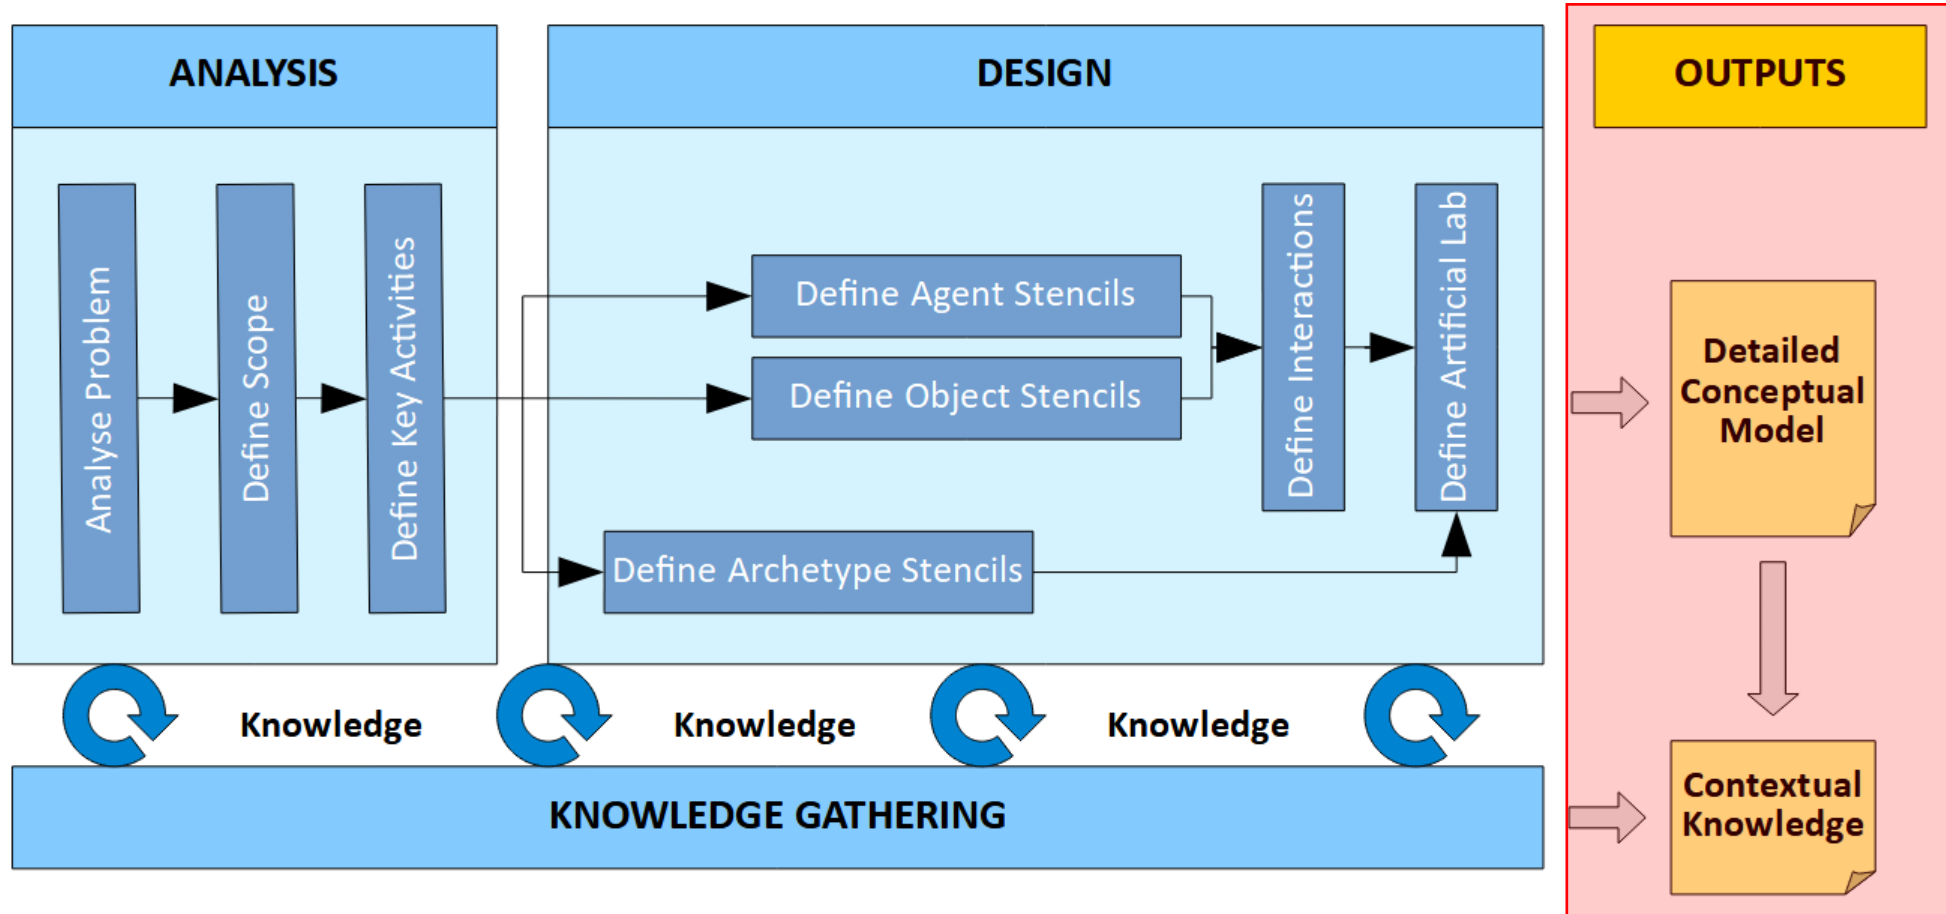 ANALYSIS
DESIGN
OUTPUTS
Analyse Problem
Define Scope
Define Key Activities
Define Agent Stencils
Define Object Stencils
Define Archetype Stencils
Define Interactions
Define Artificial Lab
Detailed
Conceptual
Model
Knowledge
Knowledge
Knowledge
KNOWLEDGE GATHERING
Contextual
Knowledge